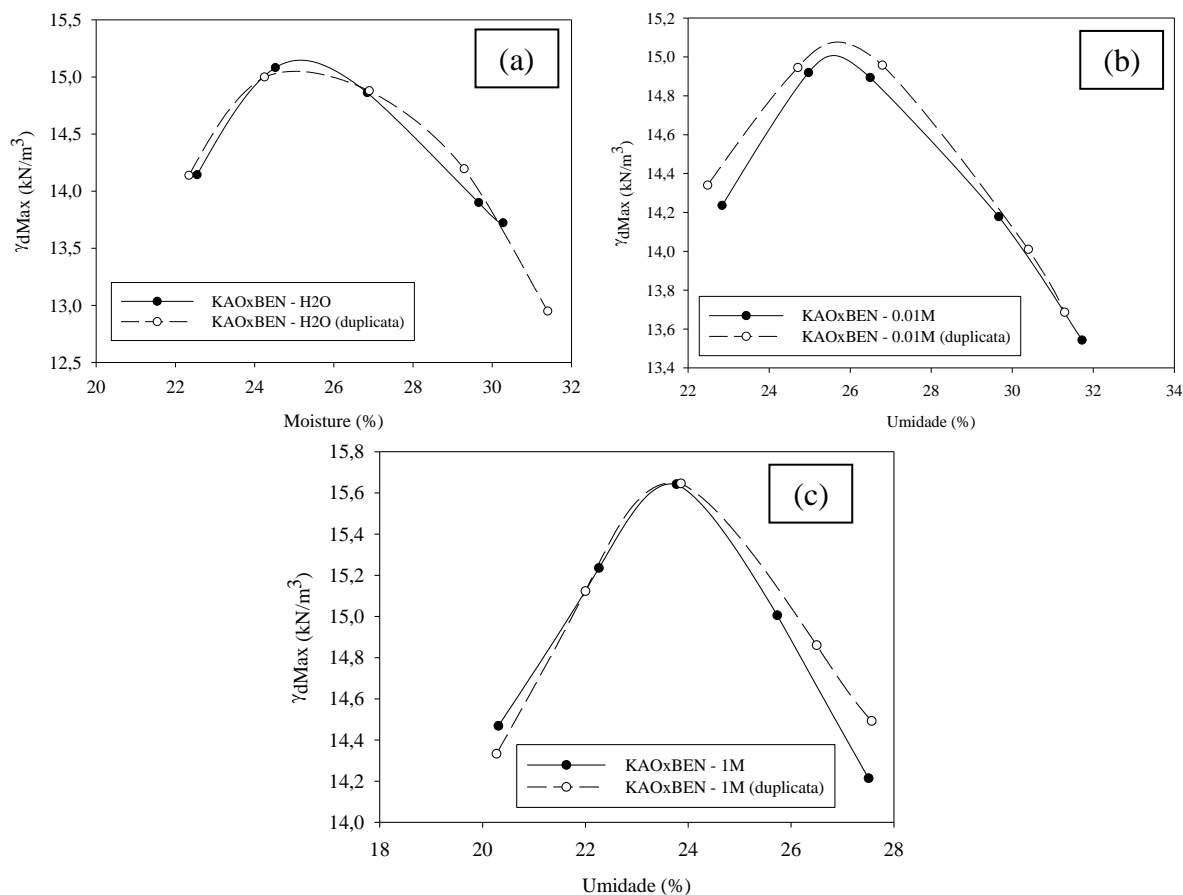 (a)
γdMax (kN/m³)
15,5
15,0
14,5
14,0
13,5
13,0
12,5
20 22 24 26 28 30 32
Moisture (%)
KAOxBEN - H2O
KAOxBEN - H2O (duplicata)
(b)
γdMax (kN/m³)
15,2
15,0
14,8
14,6
14,4
14,2
14,0
13,8
13,6
13,4
22 24 26 28 30 32 34
Umidade (%)
KAOxBEN - 0.01M
KAOxBEN - 0.01M (duplicata)
(c)
γdMax (kN/m³)
15,8
15,6
15,4
15,2
15,0
14,8
14,6
14,4
14,2
14,0
18 20 22 24 26 28
Umidade (%)
KAOxBEN - 1M
KAOxBEN - 1M (duplicata)